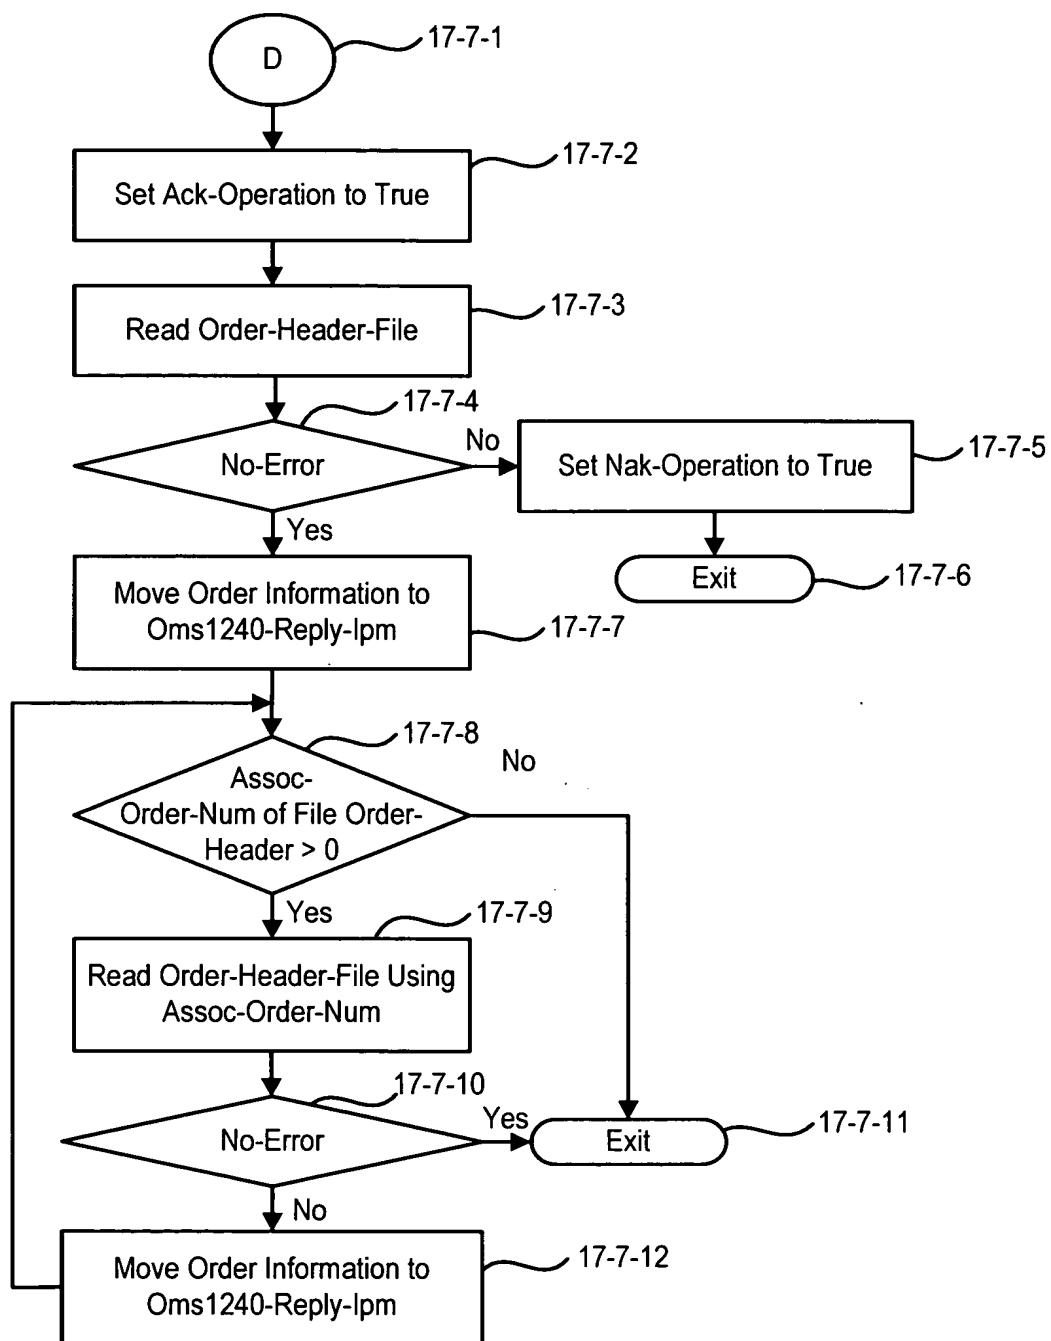 D
17-7-1
Set Ack-Operation to True
17-7-2
Read Order-Header-File
17-7-3
No-Error
17-7-4
No
Set Nak-Operation to True
17-7-5
Yes
Exit
17-7-6
Move Order Information to
Oms1240-Reply-Ipm
17-7-7
17-7-8
No
Assoc-
Order-Num of File Order-
Header > 0
Yes
17-7-9
Read Order-Header-File Using
Assoc-Order-Num
17-7-10
No-Error
Yes
Exit
17-7-11
No
Move Order Information to
Oms1240-Reply-Ipm
17-7-12